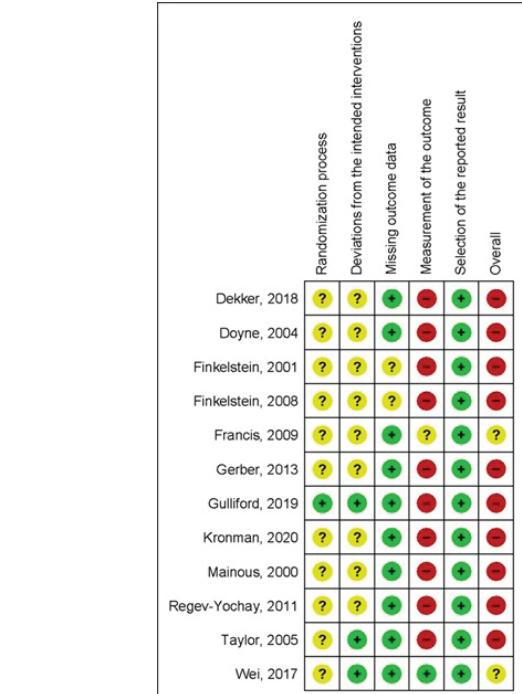 Randomization process
Deviations from the intended interventions
Missing outcome data
Measurement of the outcome
Selection of the reported result
Overall
Dekker, 2018 ? ? + − + −
Doyne, 2004 ? ? + − + −
Finkelstein, 2001 ? ? ? − + −
Finkelstein, 2008 ? ? ? − + −
Francis, 2009 ? ? + ? + ?
Gerber, 2013 ? ? + − + −
Gulliford, 2019 + + + − + −
Kronman, 2020 ? ? + − + −
Mainous, 2000 ? ? + − + −
Regev-Yochay, 2011 ? ? + − + −
Taylor, 2005 ? + + − + −
Wei, 2017 ? + + + + ?